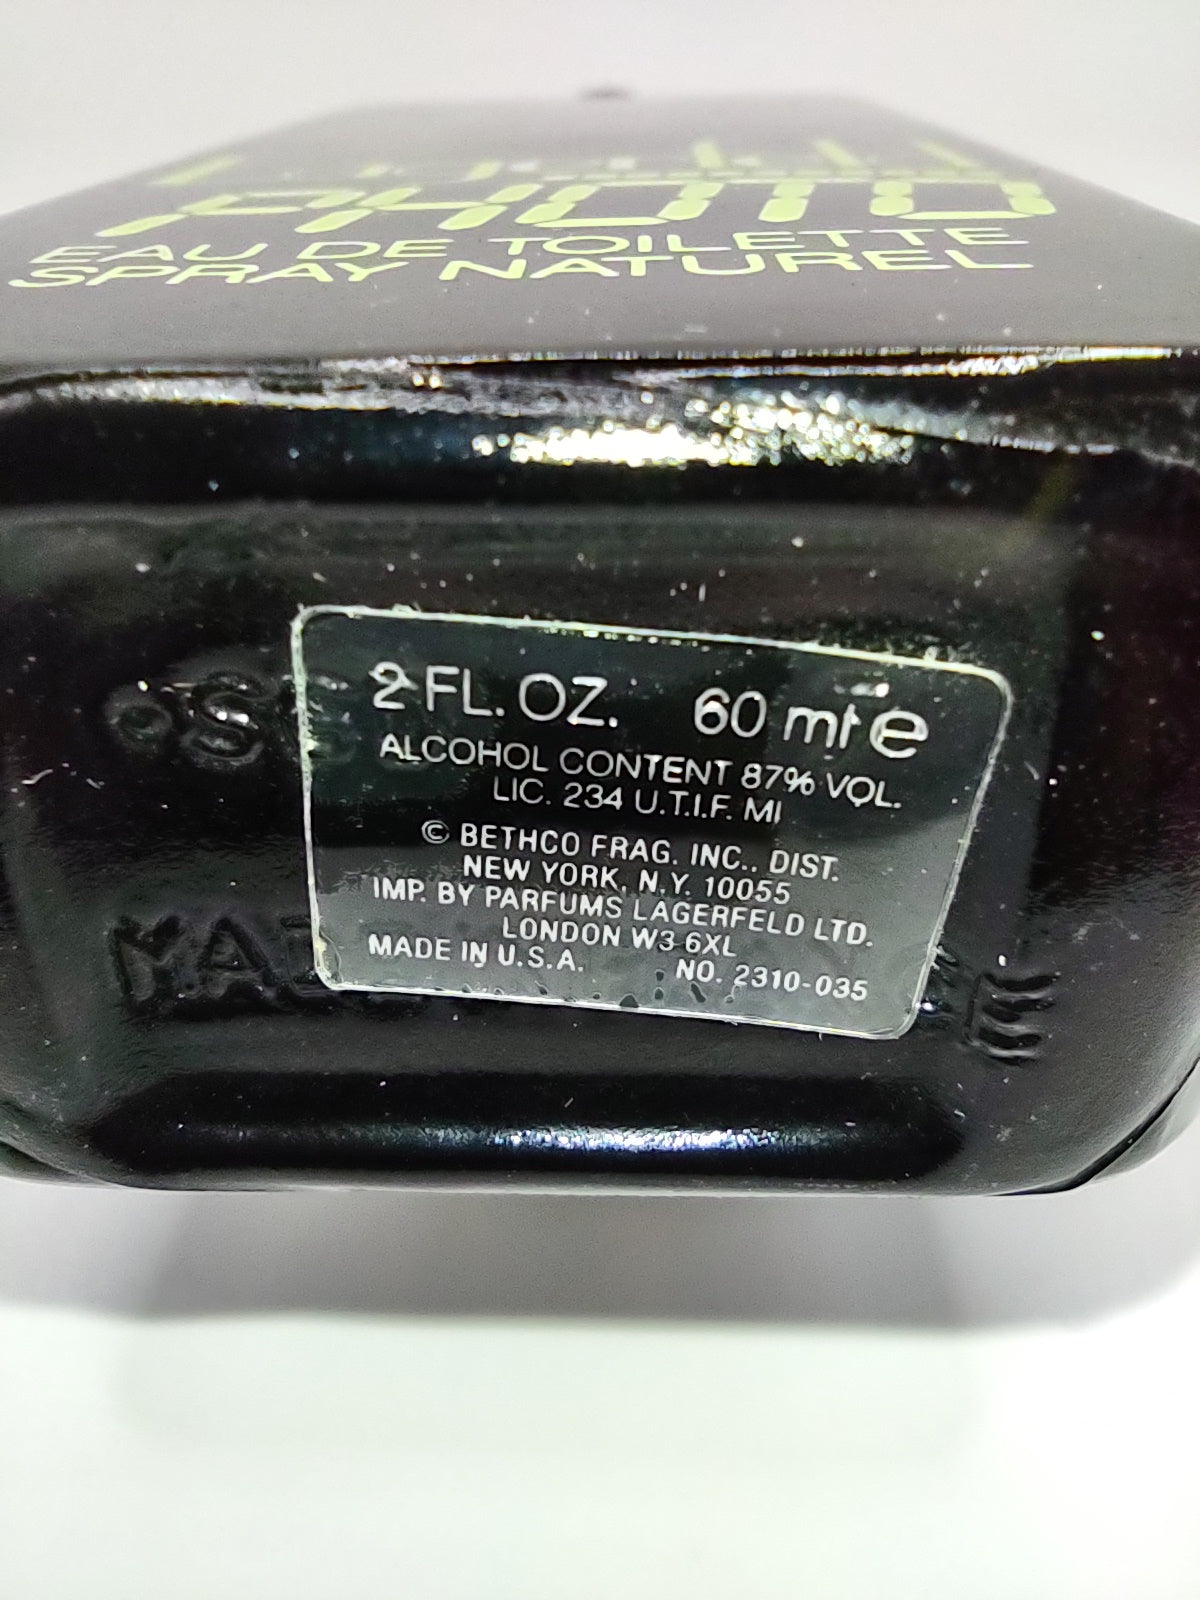 PHOTO
EAU DE TOILETTE
SPRAY NATUREL
2 FL. OZ. 60 ml e
ALCOHOL CONTENT 87% VOL.
LIC. 234 U.T.I.F. MI
© BETHCO FRAG. INC., DIST.
NEW YORK, N.Y. 10055
IMP. BY PARFUMS LAGERFELD LTD.
LONDON W3 6XL
MADE IN U.S.A. NO. 2310-035